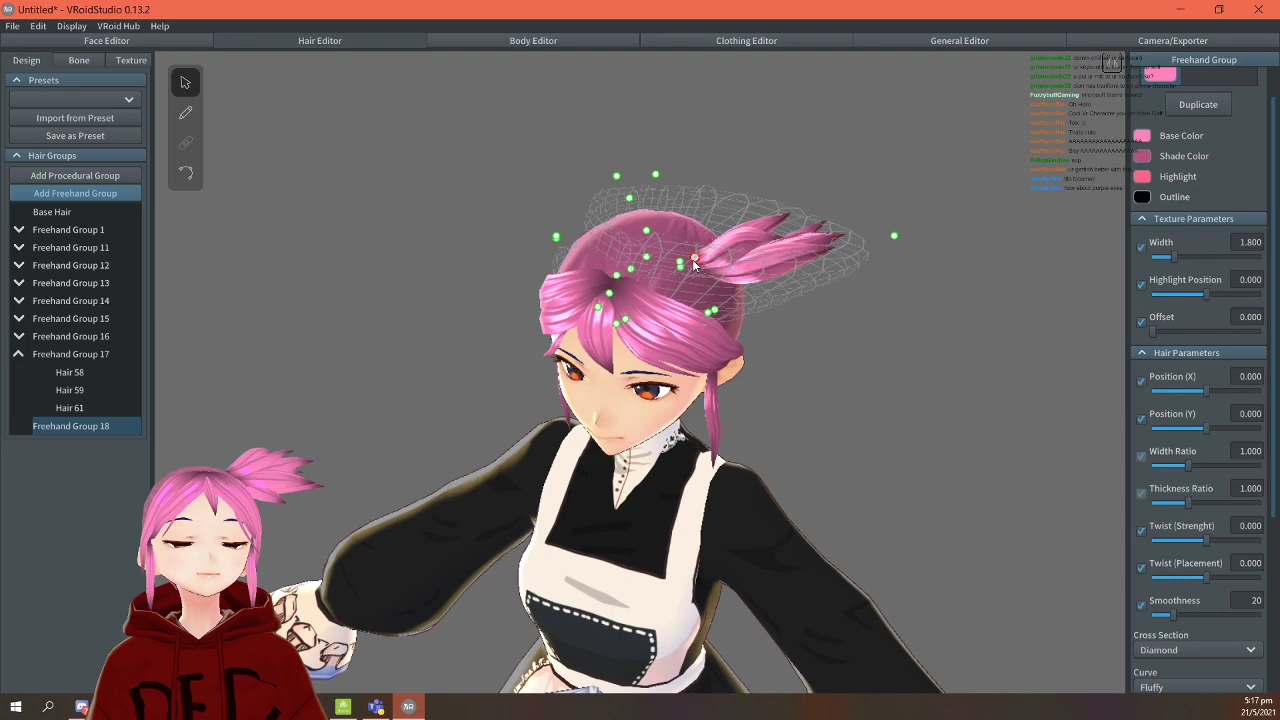 Untitled* - VRoidStudio 0.13.2
File Edit Display VRoid Hub Help
Face Editor Hair Editor Body Editor Clothing Editor General Editor Camera/Exporter
Design Bone Texture
Presets
Import from Preset
Save as Preset
Hair Groups
Add Procedural Group
Add Freehand Group
Base Hair
Freehand Group 1
Freehand Group 11
Freehand Group 12
Freehand Group 13
Freehand Group 14
Freehand Group 15
Freehand Group 16
Freehand Group 17
Hair 58
Hair 59
Hair 61
Freehand Group 18
FuzzybuttGaming
Oh Hello
how about purple eyes
Freehand Group
Duplicate
Base Color
Shade Color
Highlight
Outline
Texture Parameters
Width 1.800
Highlight Position 0.000
Offset 0.000
Hair Parameters
Position (X) 0.000
Position (Y) 0.000
Width Ratio 1.000
Thickness Ratio 1.000
Twist (Strenght) 0.000
Twist (Placement) 0.000
Smoothness 20
Cross Section
Diamond
Curve
Fluffy
5:17 pm
21/5/2021